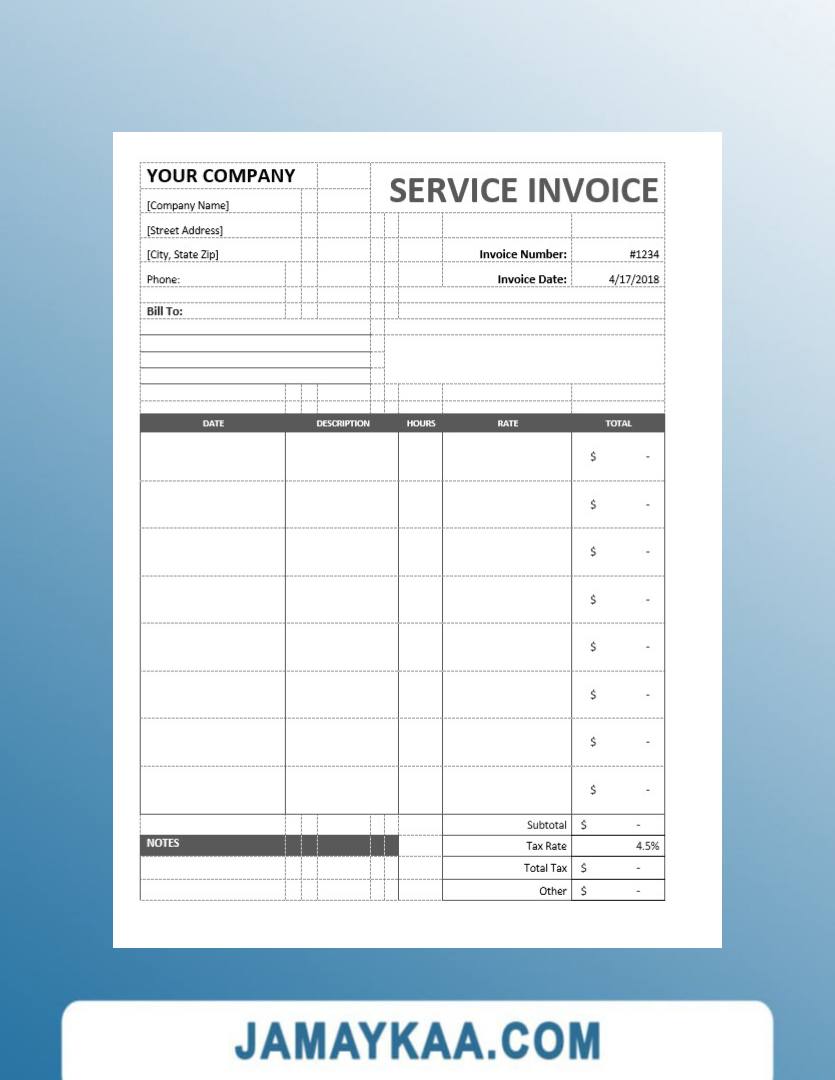 YOUR COMPANY
SERVICE INVOICE
[Company Name]
[Street Address]
[City, State Zip]
Invoice Number: #1234
Phone:
Invoice Date: 4/17/2018
Bill To:
DATE DESCRIPTION HOURS RATE TOTAL
$ -
$ -
$ -
$ -
$ -
$ -
$ -
$ -
Subtotal $ -
NOTES
Tax Rate 4.5%
Total Tax $ -
Other $ -
JAMAYKAA.COM